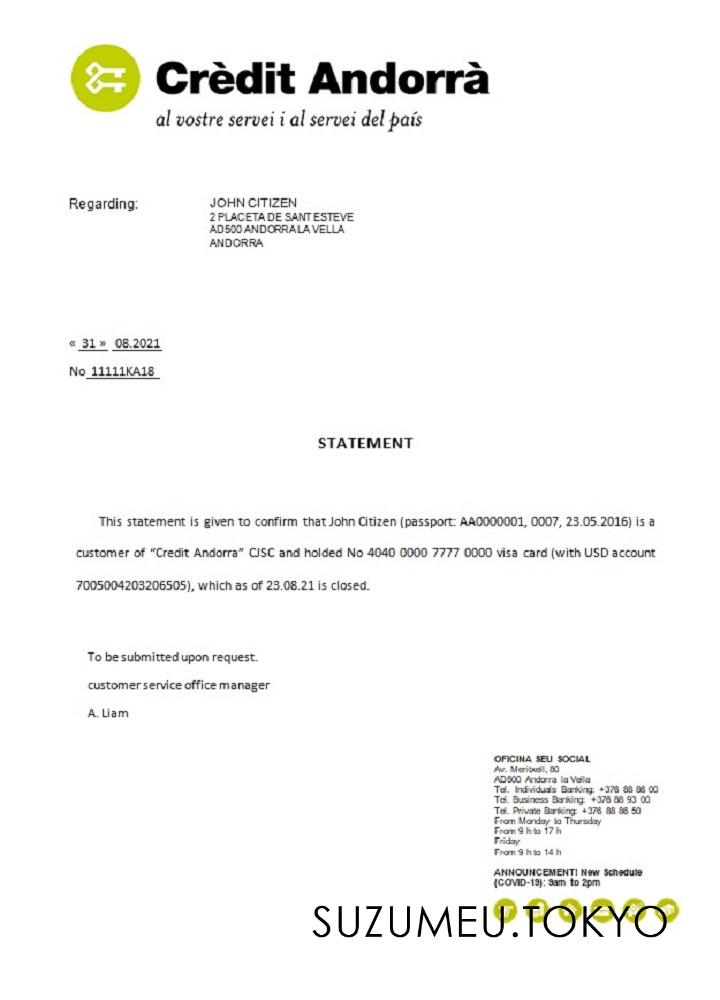 Crèdit Andorrà
al vostre servei i al servei del país
Regarding:
JOHN CITIZEN
2 PLACETA DE SANT ESTEVE
AD500 ANDORRA LA VELLA
ANDORRA
« 31 » 08.2021
No 11111KA18
STATEMENT
This statement is given to confirm that John Citizen (passport: AA0000001, 0007, 23.05.2016) is a
customer of “Credit Andorra” CJSC and holded No 4040 0000 7777 0000 visa card (with USD account
7005004203206505), which as of 23.08.21 is closed.
To be submitted upon request.
customer service office manager
A. Liam
OFICINA SEU SOCIAL
Av. Meritxell, 80
AD500 Andorra la Vella
Tel. Individuals Banking: +376 88 86 00
Tel. Business Banking: +376 88 93 00
Tel. Private Banking: +376 88 86 50
From Monday to Thursday
From 9 h to 17 h
Friday
From 9 h to 14 h
ANNOUNCEMENT! New Schedule
(COVID-19): 9am to 2pm
SUZUMEU.TOKYO